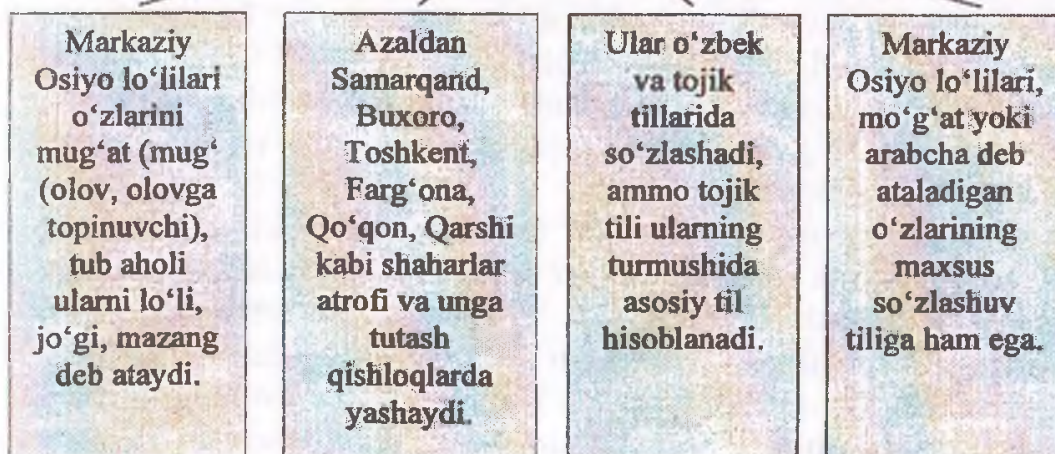 Markaziy
Osiyo lo‘lilari
o‘zlarini
mug‘at (mug‘
(olov, olovga
topinuvchi),
tub aholi
ularni lo‘li,
jo‘gi, mazang
deb ataydi.
Azaldan
Samarqand,
Buxoro,
Toshkent,
Farg‘ona,
Qo‘qon, Qarshi
kabi shaharlar
atrofi va unga
tutash
qishloqlarda
yashaydi.
Ular o‘zbek
va tojik
tillarida
so‘zlashadi,
ammo tojik
tili ularning
turmushida
asosiy til
hisoblanadi.
Markaziy
Osiyo lo‘lilari,
mo‘g‘at yoki
arabcha deb
ataladigan
o‘zlarining
maxsus
so‘zlashuv
tiliga ham ega.